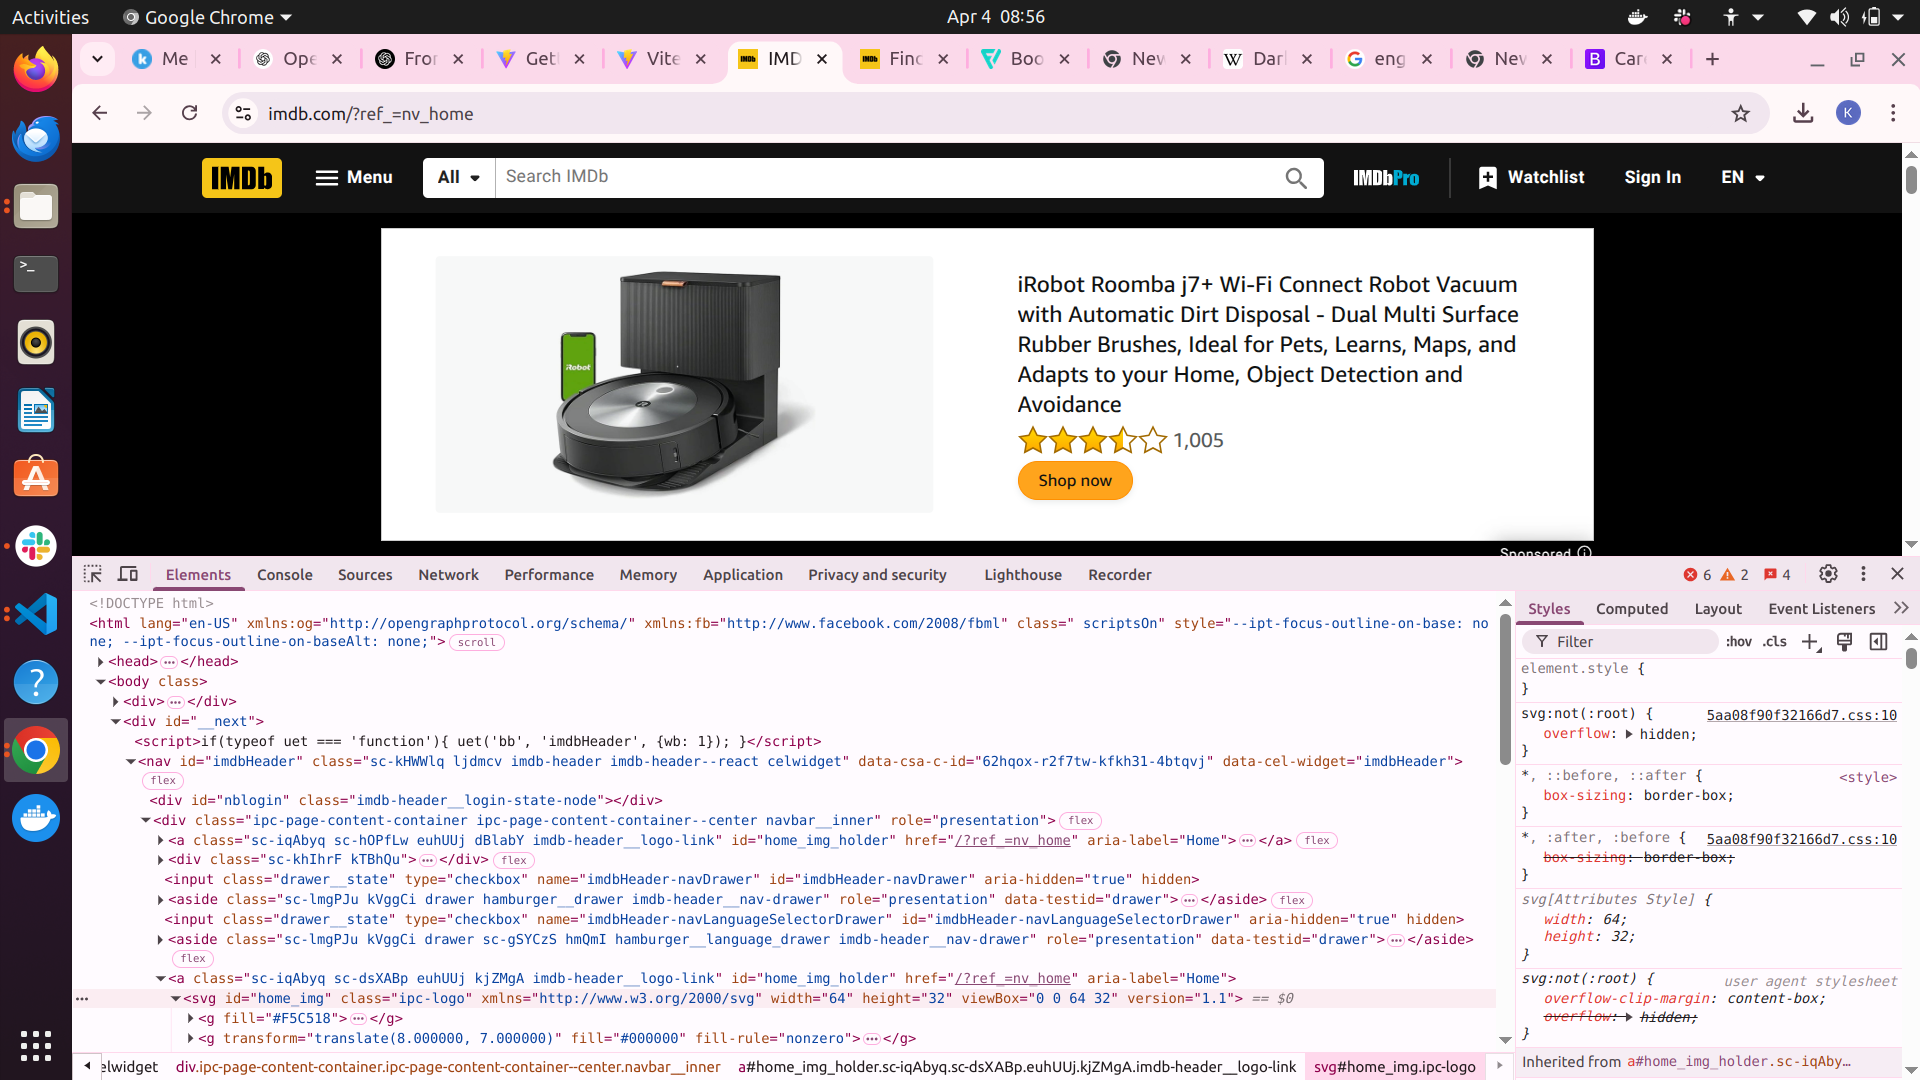 Activities
Google Chrome
Apr 4 08:56
Me
Ope
Fror
Getl
Vite
IMD
Finc
Boo
New
Dar
eng
New
Car
imdb.com/?ref_=nv_home
K
IMDb
Menu
All
Search IMDb
IMDbPro
Watchlist
Sign In
EN
iRobot Roomba j7+ Wi-Fi Connect Robot Vacuum
with Automatic Dirt Disposal - Dual Multi Surface
Rubber Brushes, Ideal for Pets, Learns, Maps, and
Adapts to your Home, Object Detection and
Avoidance
iRobot
1,005
Shop now
Sponsored
Elements Console Sources Network Performance Memory Application Privacy and security Lighthouse Recorder
6 2 4
<!DOCTYPE html>
<html lang="en-US" xmlns:og="http://opengraphprotocol.org/schema/" xmlns:fb="http://www.facebook.com/2008/fbml" class=" scriptsOn" style="--ipt-focus-outline-on-base: no
ne; --ipt-focus-outline-on-baseAlt: none;"> scroll
<head> … </head>
<body class>
<div> … </div>
<div id="__next">
<script>if(typeof uet === 'function'){ uet('bb', 'imdbHeader', {wb: 1}); }</script>
<nav id="imdbHeader" class="sc-kHWWlq ljdmcv imdb-header imdb-header--react celwidget" data-csa-c-id="62hqox-r2f7tw-kfkh31-4btqvj" data-cel-widget="imdbHeader">
flex
<div id="nblogin" class="imdb-header__login-state-node"></div>
<div class="ipc-page-content-container ipc-page-content-container--center navbar__inner" role="presentation"> flex
<a class="sc-iqAbyq sc-hOPfLw euhUUj dBlabY imdb-header__logo-link" id="home_img_holder" href="/?ref_=nv_home" aria-label="Home"> … </a> flex
<div class="sc-khIhrF kTBhQu"> … </div> flex
<input class="drawer__state" type="checkbox" name="imdbHeader-navDrawer" id="imdbHeader-navDrawer" aria-hidden="true" hidden>
<aside class="sc-lmgPJu kVggCi drawer hamburger__drawer imdb-header__nav-drawer" role="presentation" data-testid="drawer"> … </aside> flex
<input class="drawer__state" type="checkbox" name="imdbHeader-navLanguageSelectorDrawer" id="imdbHeader-navLanguageSelectorDrawer" aria-hidden="true" hidden>
<aside class="sc-lmgPJu kVggCi drawer sc-gSYCzS hmQmI hamburger__language_drawer imdb-header__nav-drawer" role="presentation" data-testid="drawer"> … </aside>
flex
<a class="sc-iqAbyq sc-dsXABp euhUUj kjZMgA imdb-header__logo-link" id="home_img_holder" href="/?ref_=nv_home" aria-label="Home">
<svg id="home_img" class="ipc-logo" xmlns="http://www.w3.org/2000/svg" width="64" height="32" viewBox="0 0 64 32" version="1.1"> == $0
<g fill="#F5C518"> … </g>
<g transform="translate(8.000000, 7.000000)" fill="#000000" fill-rule="nonzero"> … </g>
elwidget div.ipc-page-content-container.ipc-page-content-container--center.navbar__inner a#home_img_holder.sc-iqAbyq.sc-dsXABp.euhUUj.kjZMgA.imdb-header__logo-link svg#home_img.ipc-logo
Styles Computed Layout Event Listeners
Filter :hov .cls
element.style {
}
svg:not(:root) { 5aa08f90f32166d7.css:10
overflow: hidden;
}
*, ::before, ::after { <style>
box-sizing: border-box;
}
*, :after, :before { 5aa08f90f32166d7.css:10
box-sizing: border-box;
}
svg[Attributes Style] {
width: 64;
height: 32;
}
svg:not(:root) { user agent stylesheet
overflow-clip-margin: content-box;
overflow: hidden;
}
Inherited from a#home_img_holder.sc-iqAby…